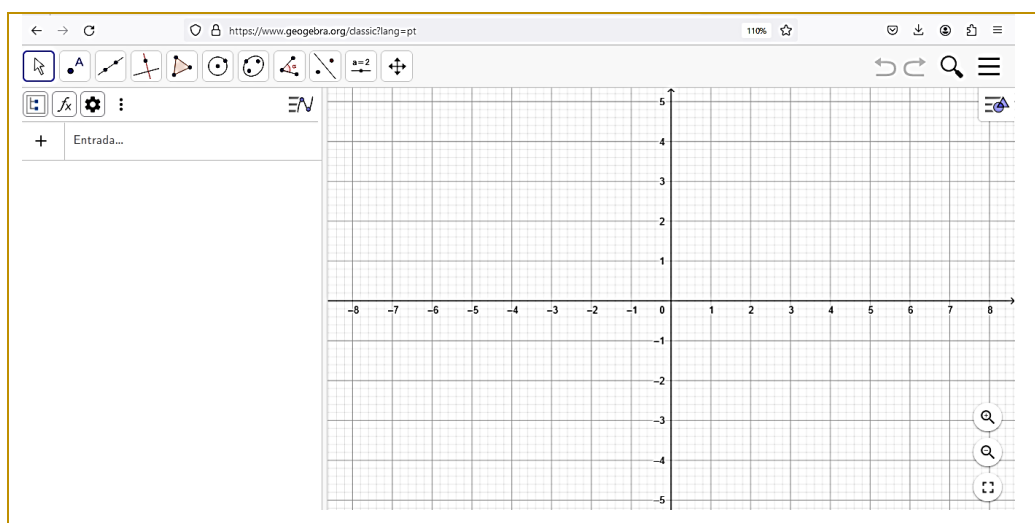 https://www.geogebra.org/classic?lang=pt 110%
A α a=2
fx
+ Entrada...
5
4
3
2
1
–8 –7 –6 –5 –4 –3 –2 –1 0 1 2 3 4 5 6 7 8
–1
–2
–3
–4
–5